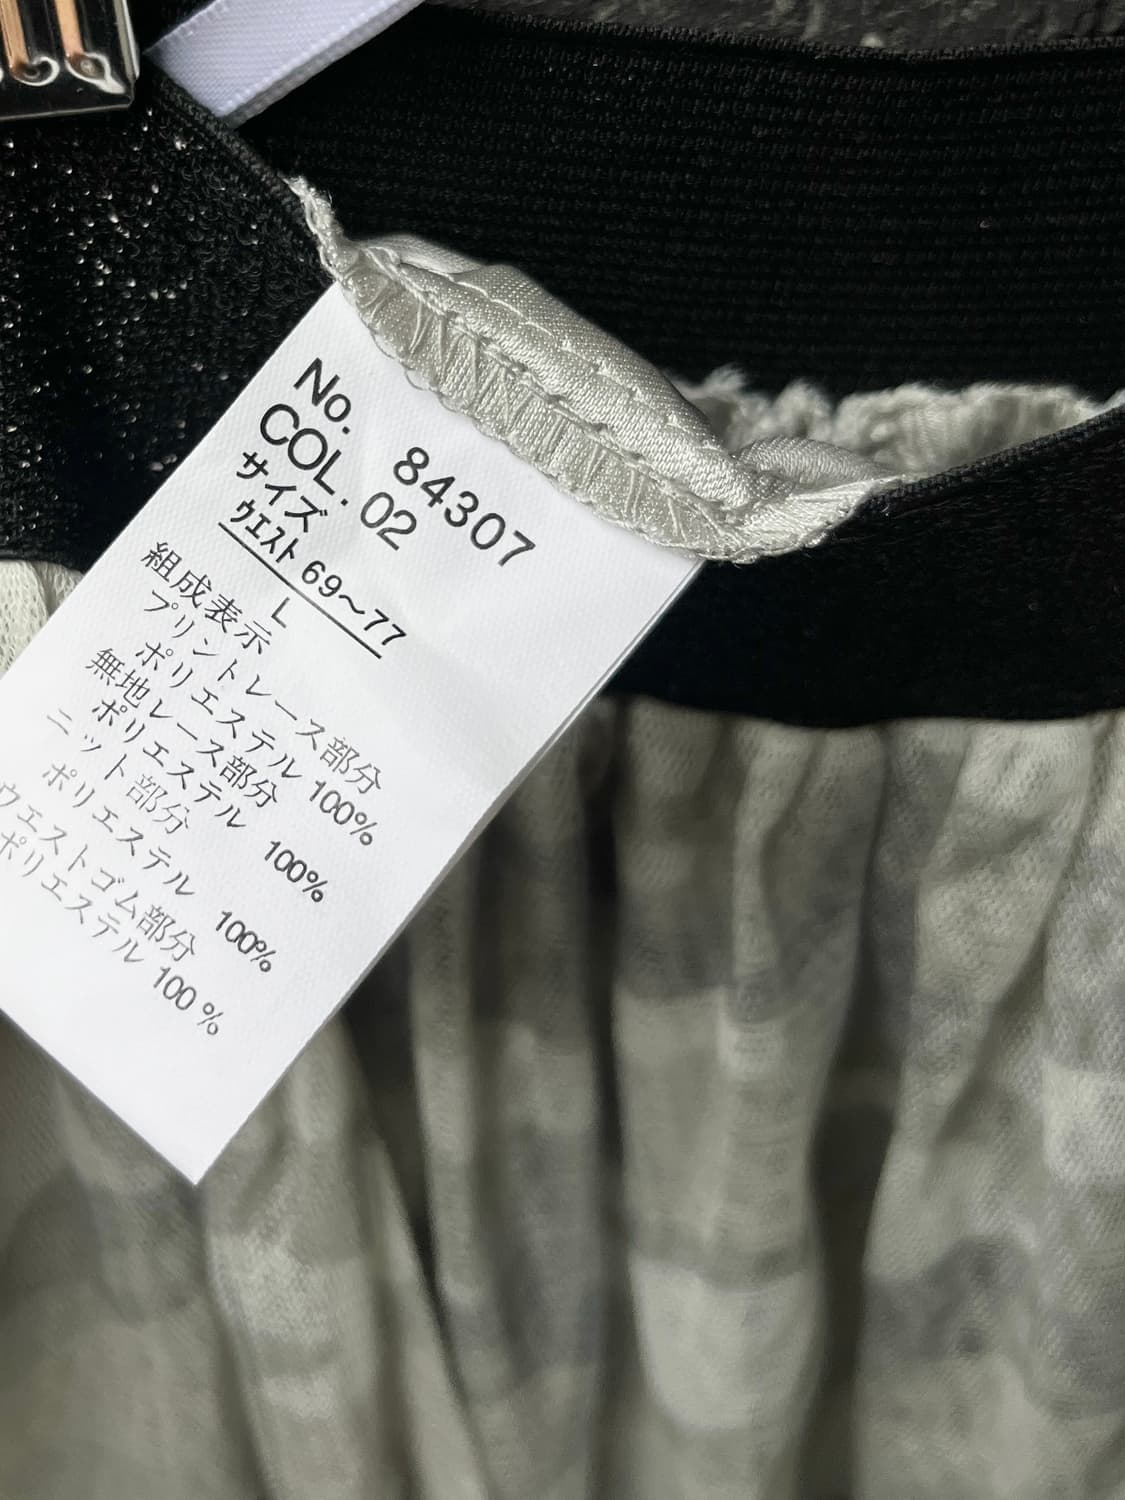 No. 84307
COL. 02
サイズ
ウエスト 69〜77
L
組成表示
プリントレース部分
ポリエステル 100%
無地レース部分
ポリエステル 100%
ニット部分
ポリエステル 100%
ウエストゴム部分
ポリエステル 100%